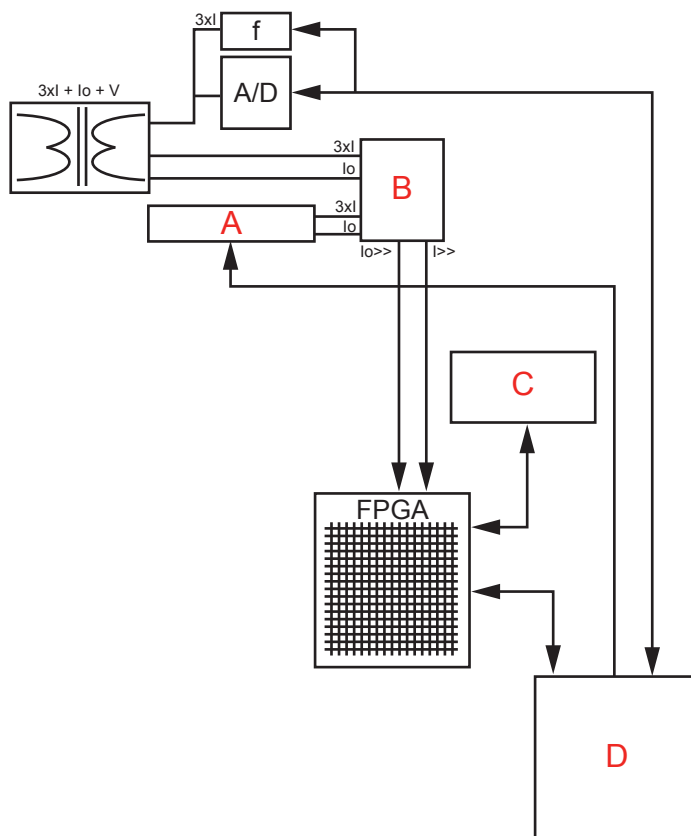 3xI
f
A/D
3xI + Io + V
3xI
Io
B
A
3xI
Io
Io>>
I>>
C
FPGA
D